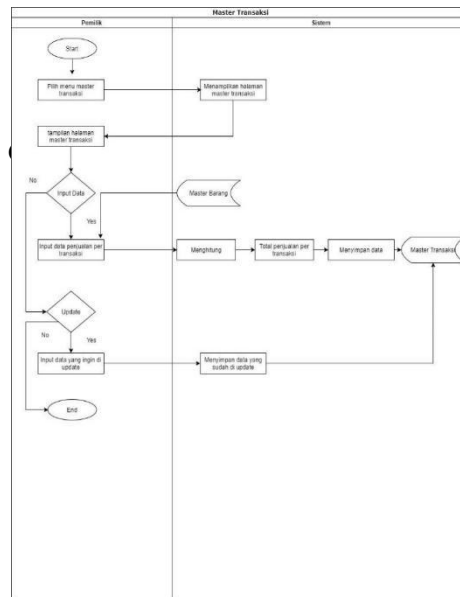 Master Transaksi
Pemilik
Sistem
Start
Pilih menu master
transaksi
Menampilkan halaman
master transaksi
tampilan halaman
master transaksi
No
Input Data
Master Barang
Yes
Input data penjualan per
transaksi
Menghitung
Total penjualan per
transaksi
Menyimpan data
Master Transaksi
Update
No
Yes
Input data yang ingin di
update
Menyimpan data yang
sudah di update
End